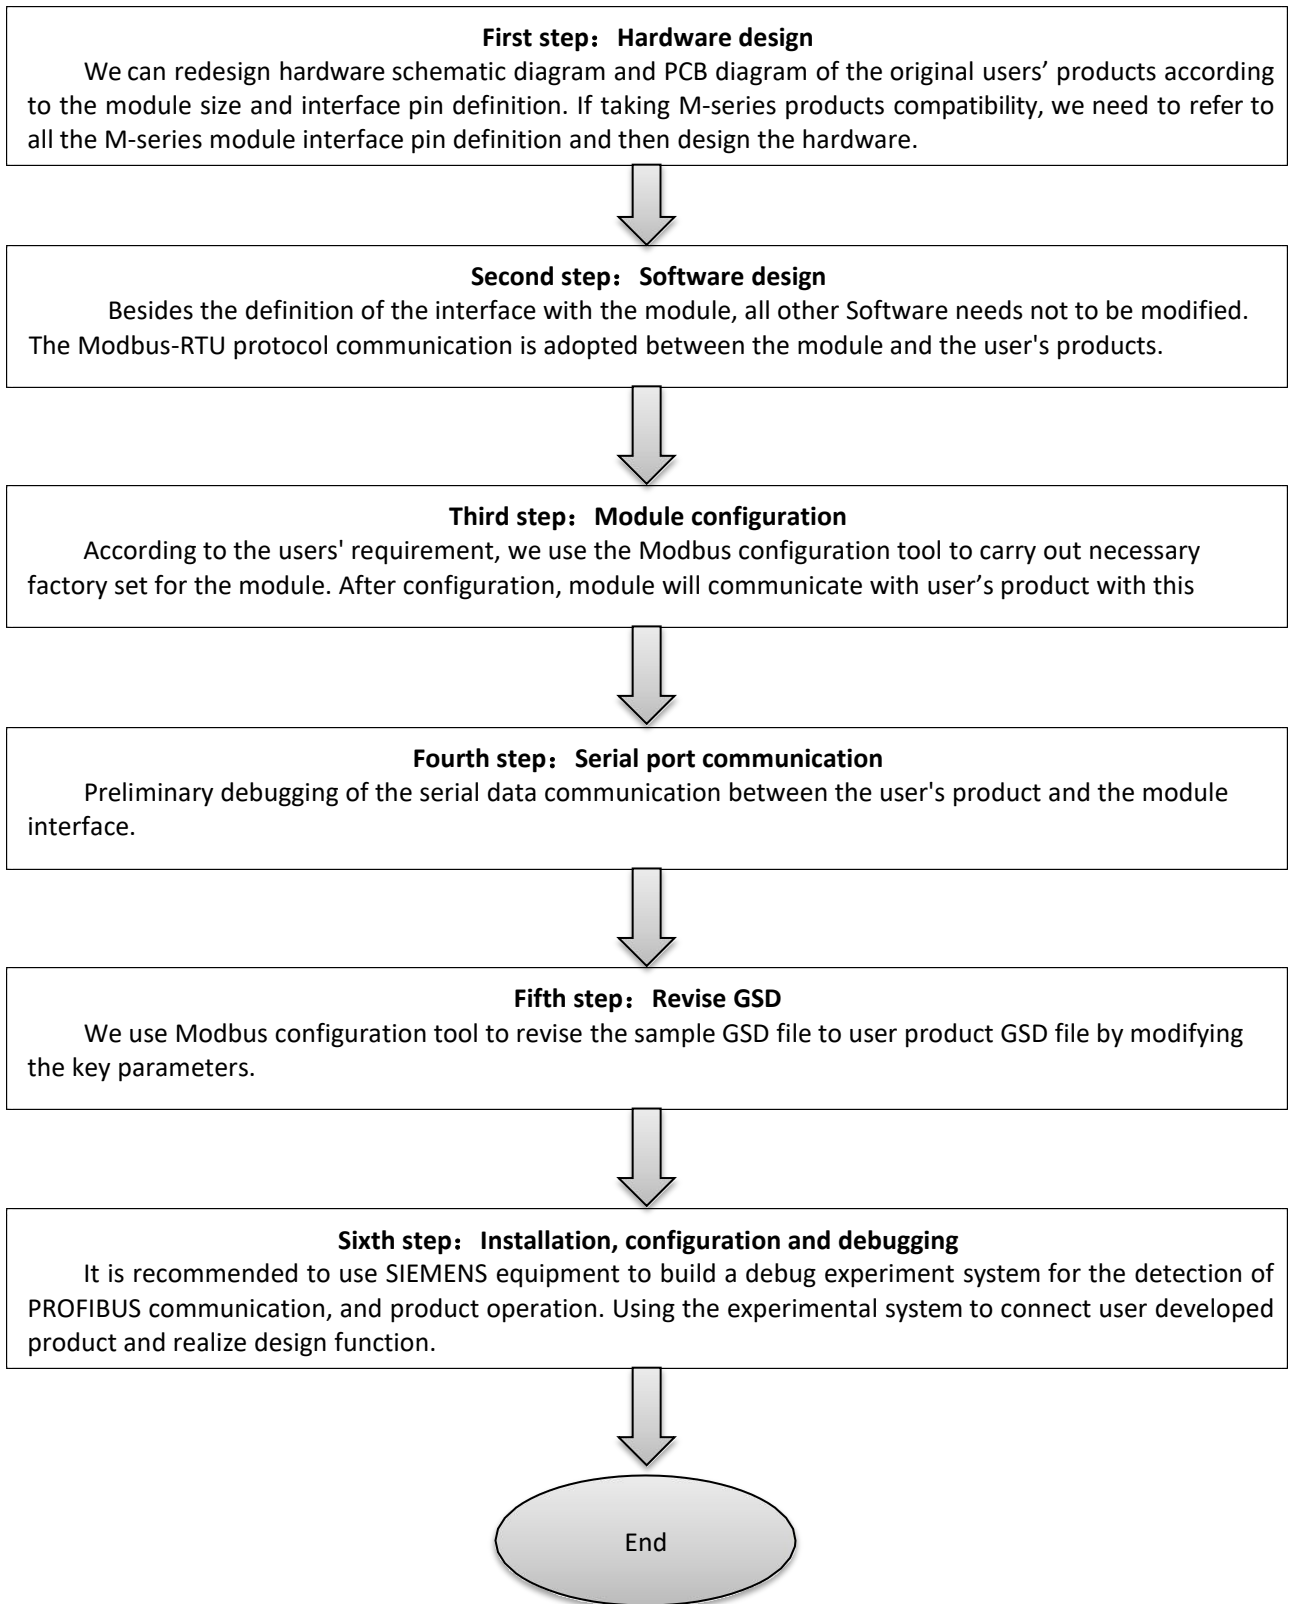 First step：Hardware design
We can redesign hardware schematic diagram and PCB diagram of the original users’ products according
to the module size and interface pin definition. If taking M-series products compatibility, we need to refer to
all the M-series module interface pin definition and then design the hardware.
Second step：Software design
Besides the definition of the interface with the module, all other Software needs not to be modified.
The Modbus-RTU protocol communication is adopted between the module and the user's products.
Third step：Module configuration
According to the users' requirement, we use the Modbus configuration tool to carry out necessary
factory set for the module. After configuration, module will communicate with user’s product with this
Fourth step：Serial port communication
Preliminary debugging of the serial data communication between the user's product and the module
interface.
Fifth step：Revise GSD
We use Modbus configuration tool to revise the sample GSD file to user product GSD file by modifying
the key parameters.
Sixth step：Installation, configuration and debugging
It is recommended to use SIEMENS equipment to build a debug experiment system for the detection of
PROFIBUS communication, and product operation. Using the experimental system to connect user developed
product and realize design function.
End